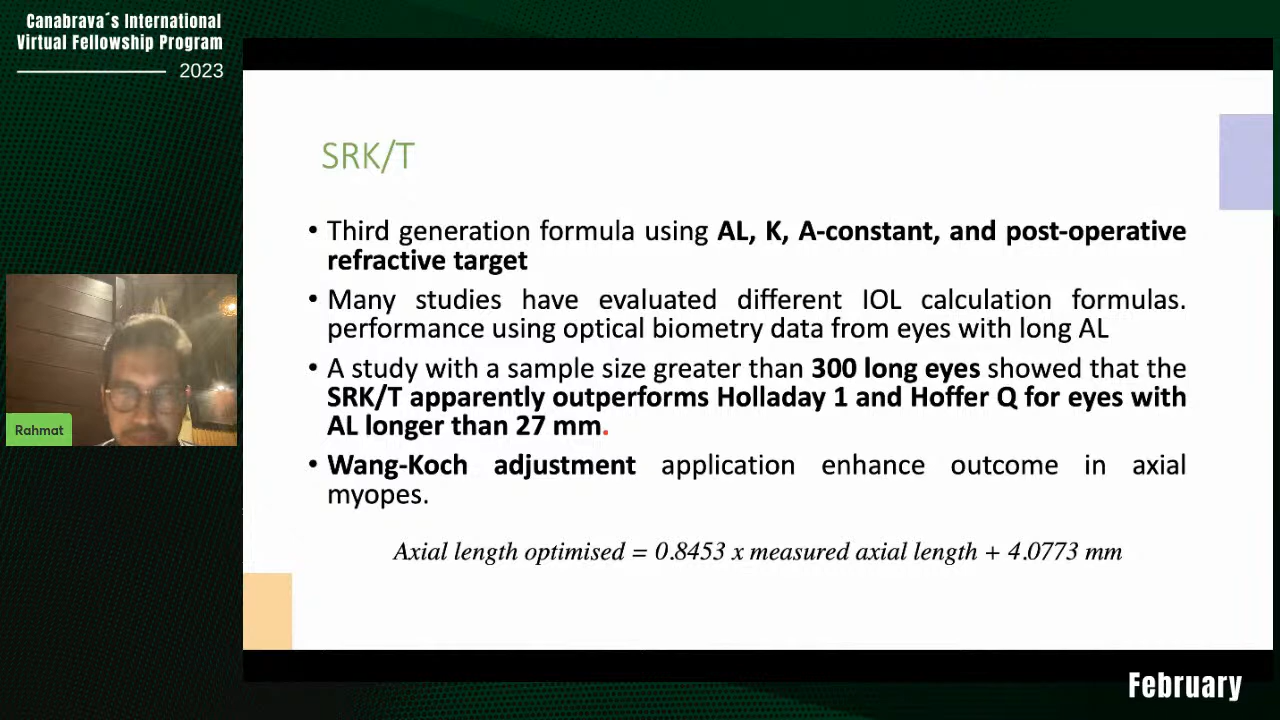 Canabrava´s International
Virtual Fellowship Program
2023
SRK/T
• Third generation formula using AL, K, A-constant, and post-operative
refractive target
• Many studies have evaluated different IOL calculation formulas.
performance using optical biometry data from eyes with long AL
• A study with a sample size greater than 300 long eyes showed that the
SRK/T apparently outperforms Holladay 1 and Hoffer Q for eyes with
AL longer than 27 mm.
• Wang-Koch adjustment application enhance outcome in axial
myopes.
Axial length optimised = 0.8453 x measured axial length + 4.0773 mm
Rahmat
February